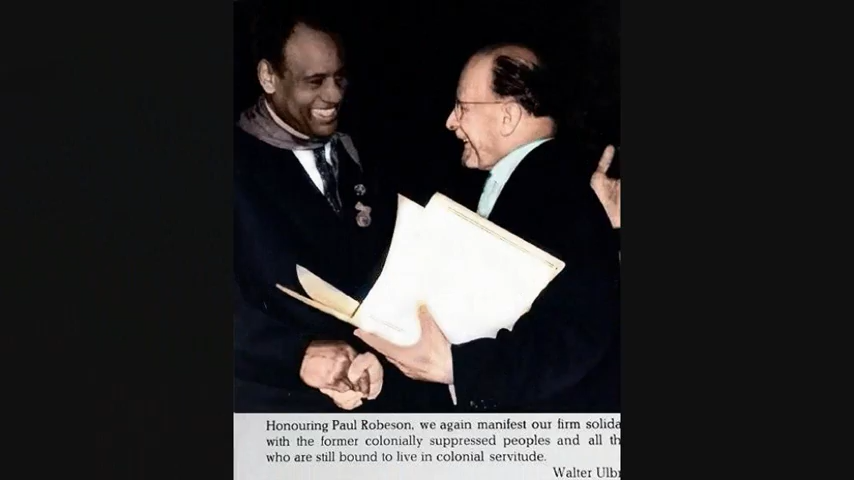 Honouring Paul Robeson, we again manifest our firm solida
with the former colonially suppressed peoples and all th
who are still bound to live in colonial servitude.
Walter Ulb